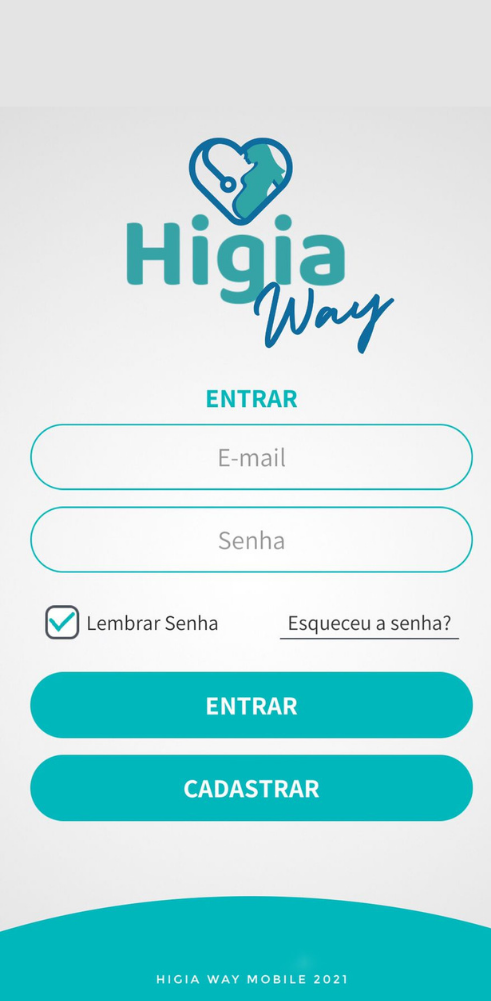 Higia
Way
ENTRAR
E-mail
Senha
Lembrar Senha Esqueceu a senha?
ENTRAR
CADASTRAR
HIGIA WAY MOBILE 2021